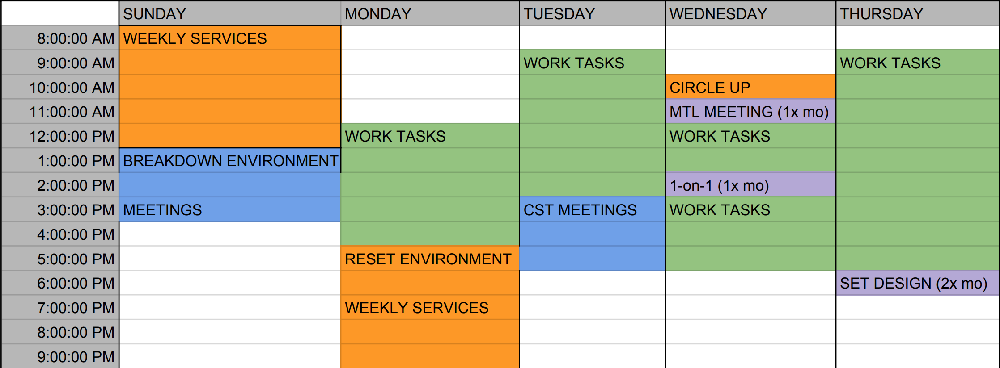 SUNDAY MONDAY TUESDAY WEDNESDAY THURSDAY
8:00:00 AM WEEKLY SERVICES
9:00:00 AM WORK TASKS WORK TASKS
10:00:00 AM CIRCLE UP
11:00:00 AM MTL MEETING (1x mo)
12:00:00 PM WORK TASKS WORK TASKS
1:00:00 PM BREAKDOWN ENVIRONMENT
2:00:00 PM 1-on-1 (1x mo)
3:00:00 PM MEETINGS CST MEETINGS WORK TASKS
4:00:00 PM
5:00:00 PM RESET ENVIRONMENT
6:00:00 PM SET DESIGN (2x mo)
7:00:00 PM WEEKLY SERVICES
8:00:00 PM
9:00:00 PM